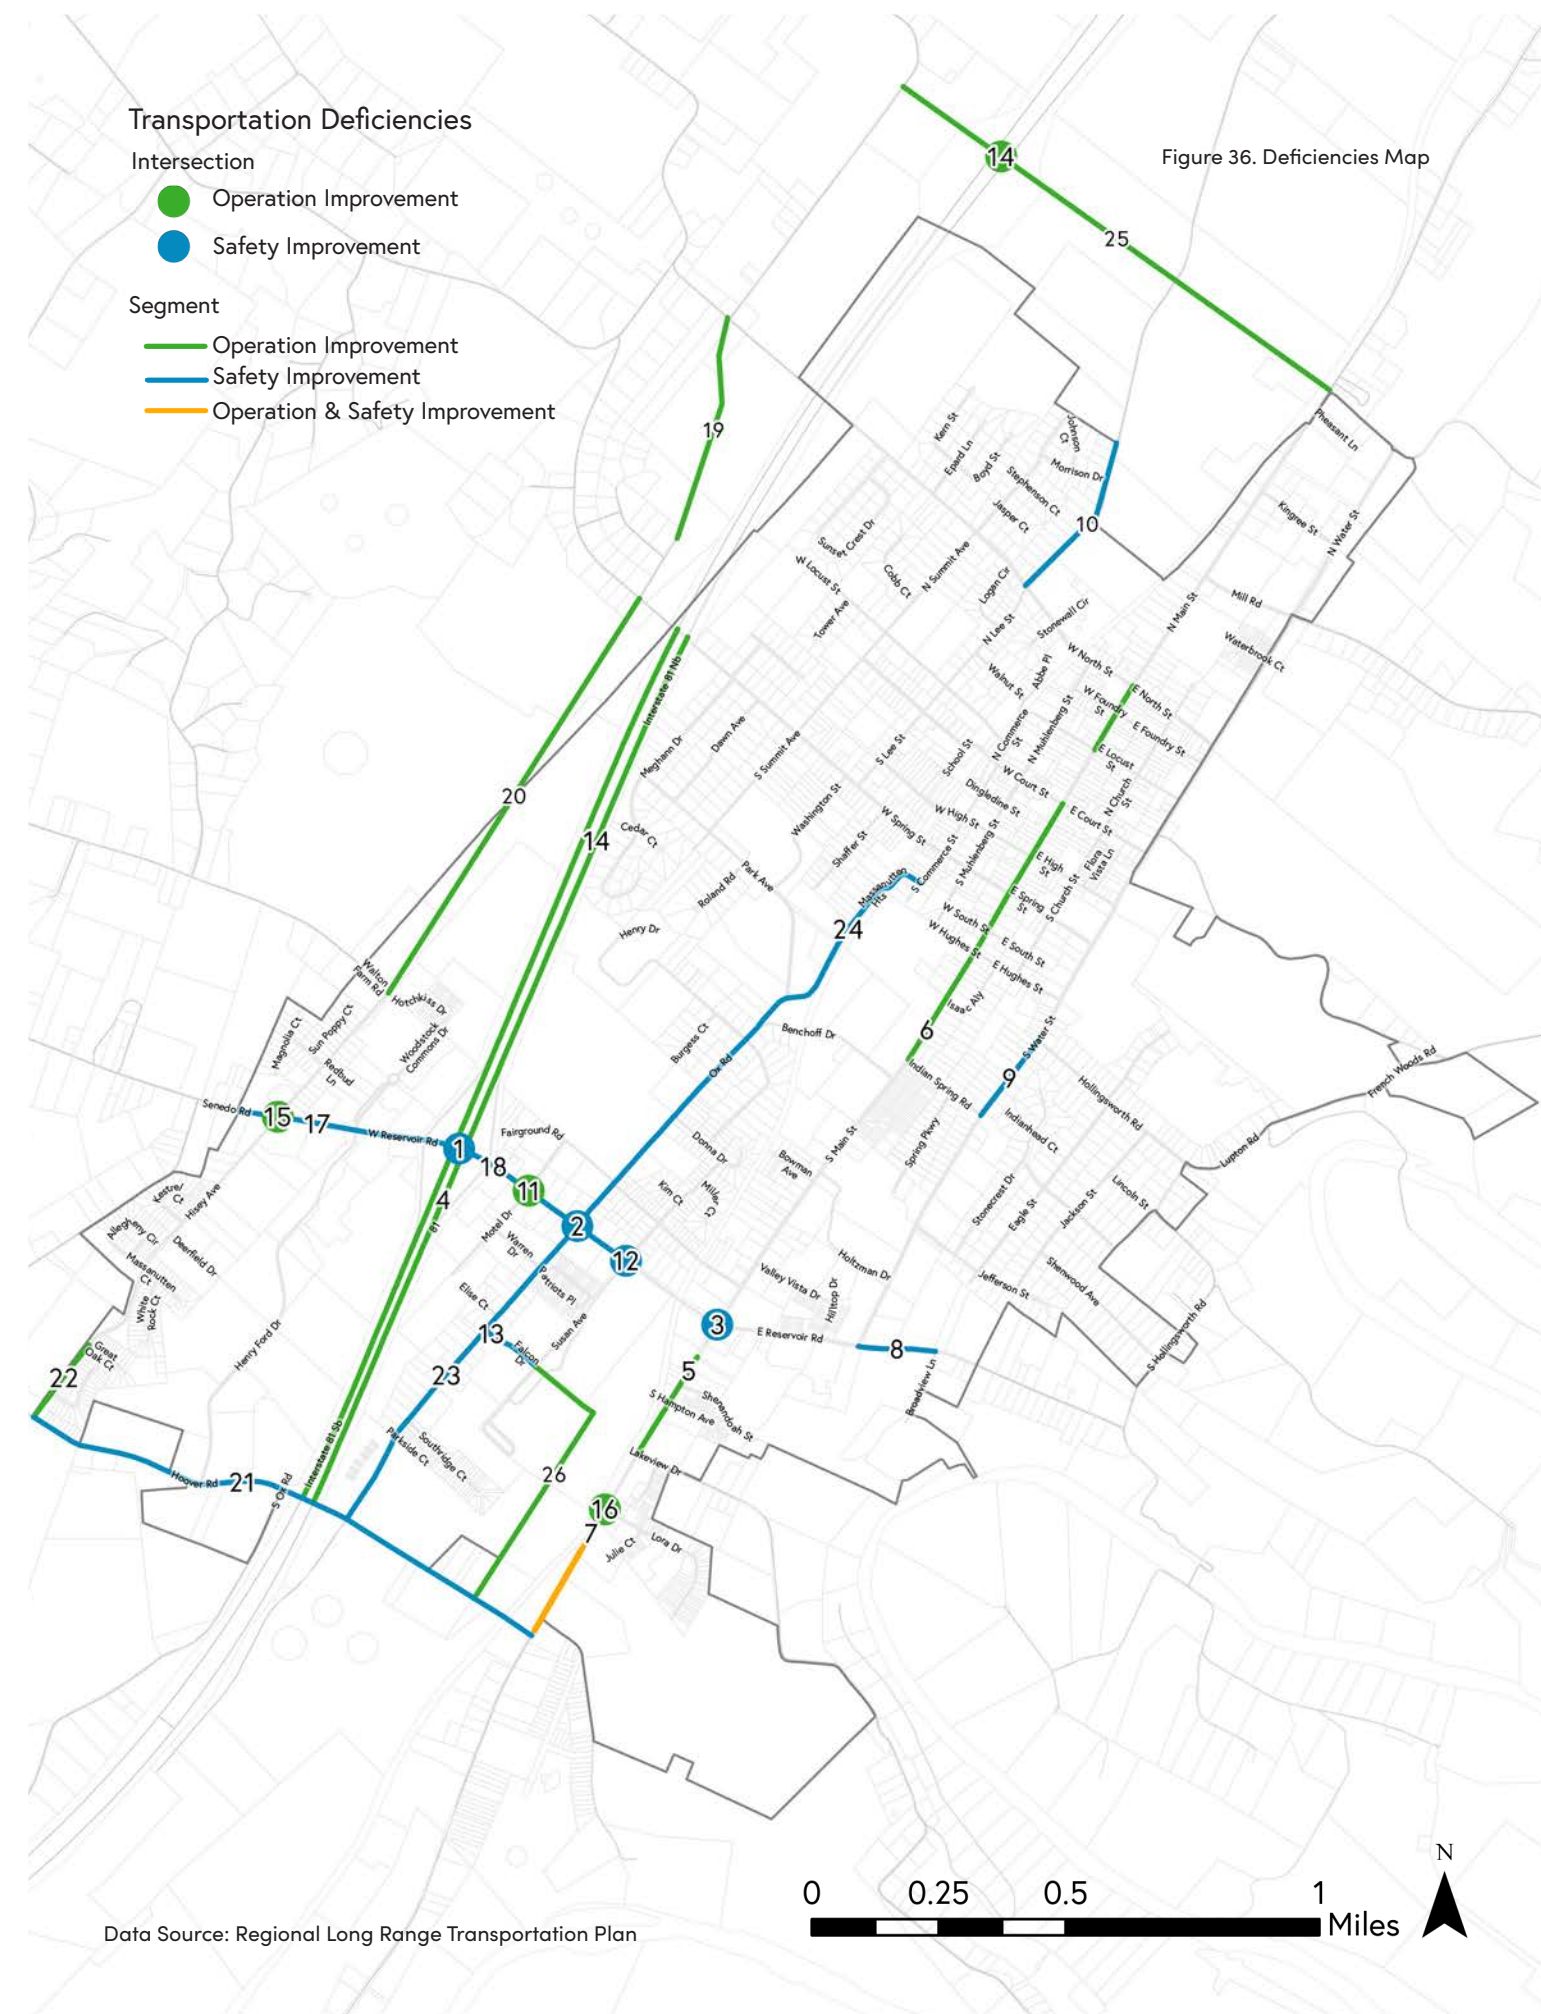 Transportation Deficiencies
Intersection
Operation Improvement
Safety Improvement
Segment
Operation Improvement
Safety Improvement
Operation & Safety Improvement
Figure 36. Deficiencies Map
14
25
19
Pheasant Ln
Kern St
Johnson
Ct
Epard Ln
Boyd St
Morrison Dr
Stephenson Ct
Jasper Ct
10
Kingree St
N Water St
Sunset Crest Dr
W Locust St
Cobb Ct
N Summit Ave
Logan Cir
Tower Ave
N Lee St
Stonewall Cir
N Main St
Mill Rd
Waterbrook Ct
W North St
Abbe Pl
Walnut St
Interstate 81 Nb
W Foundry
St
E North St
E Foundry St
N Muhlenberg St
N Commerce
St
E Locust
St
Dawn Ave
Meghann Dr
S Summit Ave
S Lee St
School St
W Court St
N Church
St
20
14
Dingledine St
Washington St
W High St
E Court St
W Spring St
Cedar Ct
Shaffer St
S Commerce St
S Muhlenberg St
E High
St
Flora
Vista Ln
Park Ave
Roland Rd
Massanutten
Hts
E Spring
St
S Church St
24
W South St
W Hughes St
Henry Dr
E South St
E Hughes St
Walton
Farm Rd
Hotchkiss Dr
Isaac Aly
6
Benchoff Dr
Burgess Ct
Magnolia Ct
Sun Poppy Ct
Woodstock
Commons Dr
Redbud
Ln
Ox Rd
S Water St
9
Indian Spring Rd
Hollingsworth Rd
French Woods Rd
Senedo Rd
15
17
W Reservoir Rd
1
Fairground Rd
18
Indianhead Ct
Spring Pkwy
S Main St
Donna Dr
Bowman
Ave
Lupton Rd
11
4
81
Kestrel
Ct
Hisey Ave
Kim Ct
Miller Ct
Stonecrest Dr
Eagle St
Jackson St
Lincoln St
2
12
Motel Dr
Warren
Dr
Allegheny Cir
Deerfield Dr
Massanutten
Ct
White
Rock Ct
Patriots Pl
Elise Ct
Holtzman Dr
Valley Vista Dr
Hilltop Dr
Jefferson St
Shenwood Ave
S Hollingsworth Rd
3
E Reservoir Rd
8
13
Falcon
Dr
Susan Ave
Henry Ford Dr
Great
Oak Ct
22
23
5
Broadview Ln
S Hampton Ave
Shenandoah St
Parkside Ct
Southridge Ct
Lakeview Dr
Interstate 81 Sb
Hoover Rd
21
S Ox Rd
26
16
7
Julie Ct
Lora Dr
N
0
0.25
0.5
1
Miles
Data Source: Regional Long Range Transportation Plan